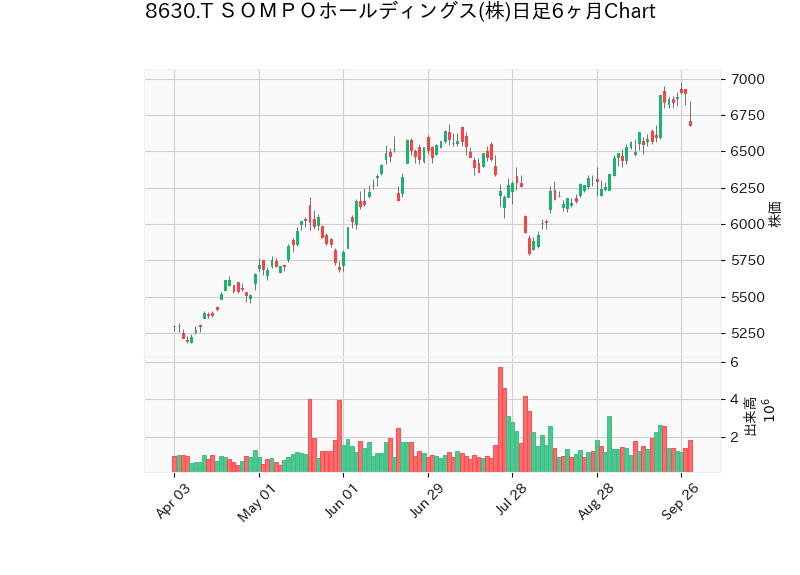 8630.T ＳＯＭＰＯホールディングス(株)日足6ヶ月Chart
7000
6750
6500
6250
6000
5750
5500
5250
株価
6
4
2
出来高
10^6
Apr 03
May 01
Jun 01
Jun 29
Jul 28
Aug 28
Sep 26